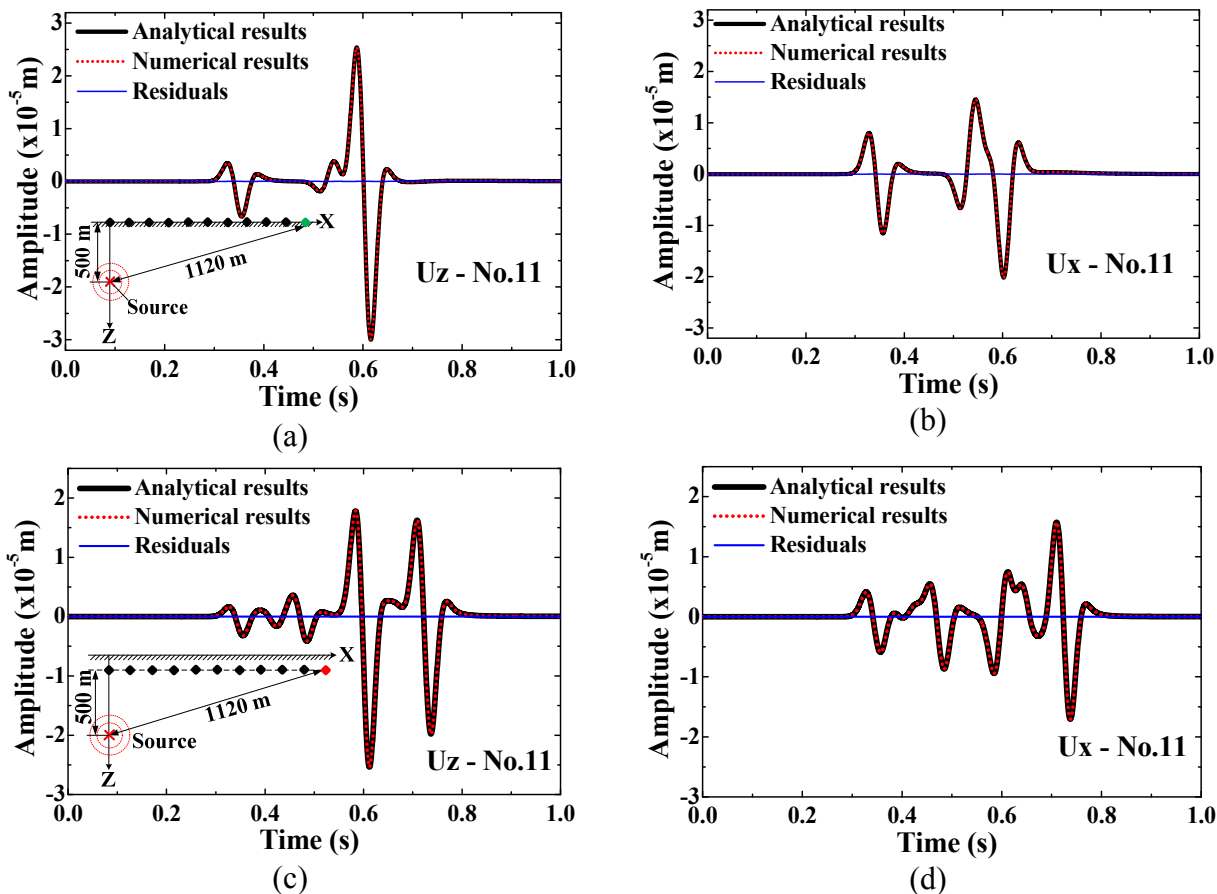 Analytical results
Numerical results
Residuals
Amplitude (x10⁻⁵ m)
3
2
1
0
-1
-2
-3
500 m
1120 m
X
Source
Z
Uz - No.11
0.0 0.2 0.4 0.6 0.8 1.0
Time (s)
(a)
Analytical results
Numerical results
Residuals
Amplitude (x10⁻⁵ m)
3
2
1
0
-1
-2
-3
Ux - No.11
0.0 0.2 0.4 0.6 0.8 1.0
Time (s)
(b)
Analytical results
Numerical results
Residuals
Amplitude (x10⁻⁵ m)
2
1
0
-1
-2
-3
X
500 m
1120 m
Source
Z
Uz - No.11
0.0 0.2 0.4 0.6 0.8 1.0
Time (s)
(c)
Analytical results
Numerical results
Residuals
Amplitude (x10⁻⁵ m)
2
1
0
-1
-2
-3
Ux - No.11
0.0 0.2 0.4 0.6 0.8 1.0
Time (s)
(d)